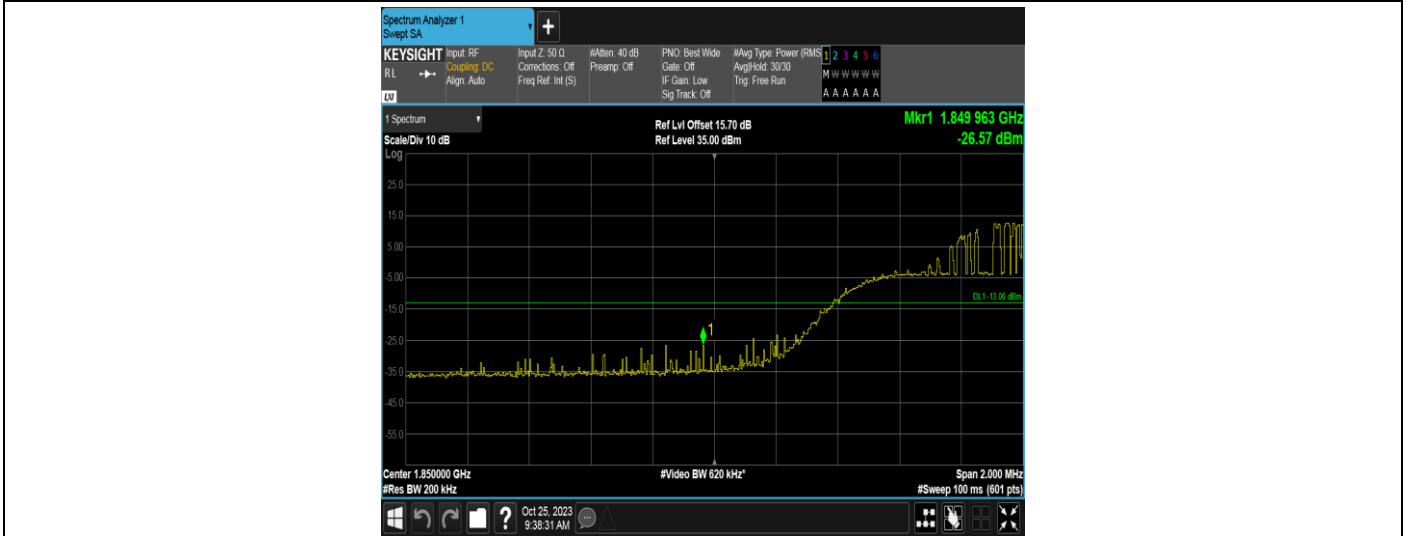 Spectrum Analyzer 1
Swept SA
+
KEYSIGHT
RL
LXI
Input: RF
Coupling: DC
Align: Auto
Input Z: 50 Ω
Corrections: Off
Freq Ref: Int (S)
#Atten: 40 dB
Preamp: Off
PNO: Best Wide
Gate: Off
IF Gain: Low
Sig Track: Off
#Avg Type: Power (RMS
Avg|Hold: 30/30
Trig: Free Run
1 2 3 4 5 6
M W W W W W
A A A A A A
1 Spectrum
Scale/Div 10 dB
Log
Ref Lvl Offset 15.70 dB
Ref Level 35.00 dBm
Mkr1 1.849 963 GHz
-26.57 dBm
25.0
15.0
5.00
-5.00
DL1 -13.00 dBm
-15.0
1
-25.0
-35.0
-45.0
-55.0
Center 1.850000 GHz
#Res BW 200 kHz
#Video BW 620 kHz*
Span 2.000 MHz
#Sweep 100 ms (601 pts)
?
Oct 25, 2023
9:38:31 AM